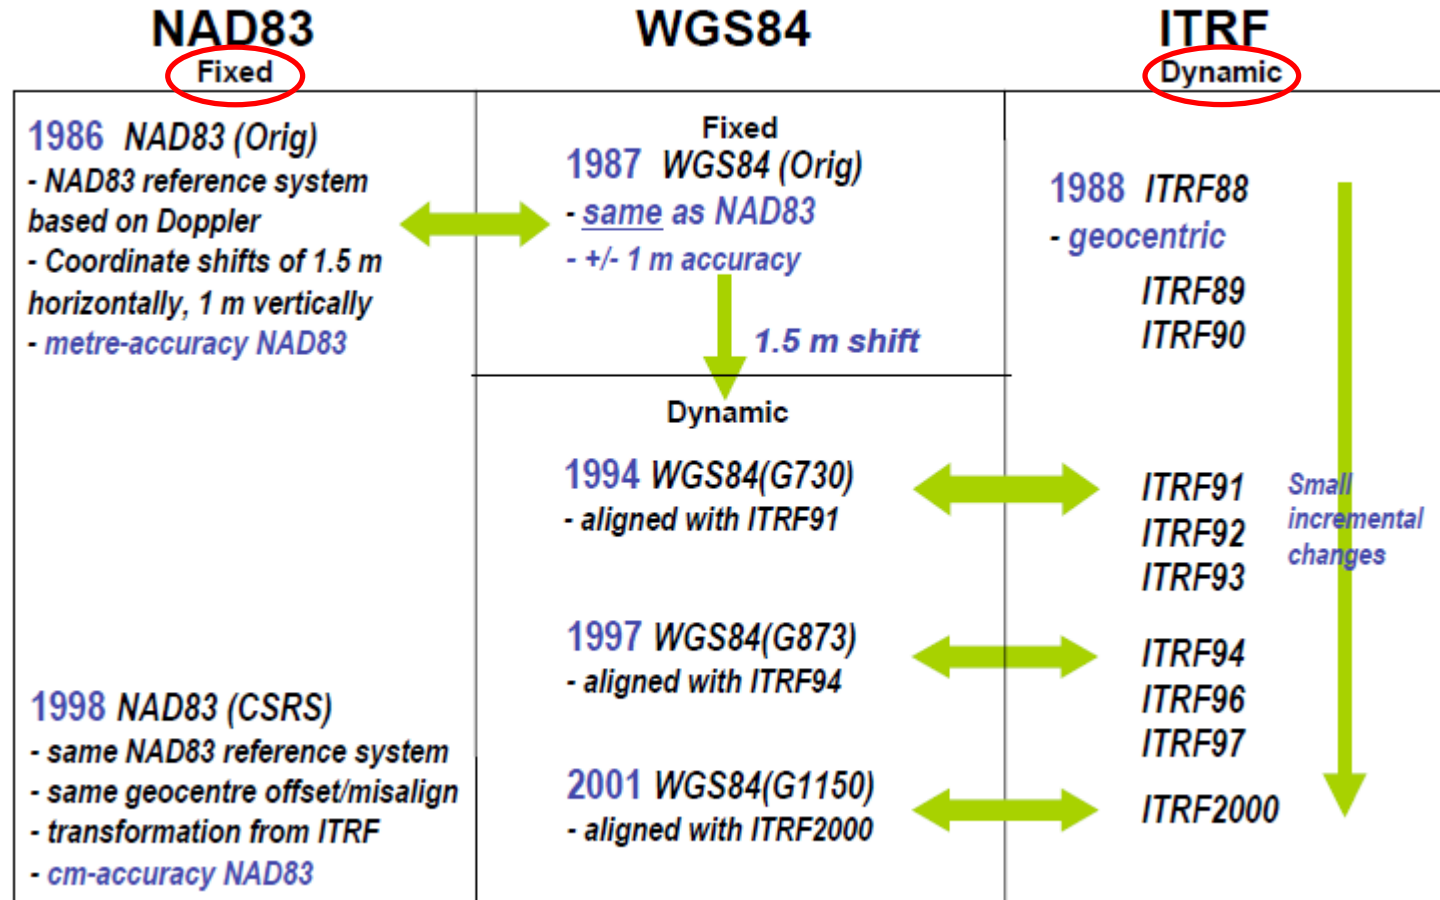 NAD83
Fixed
1986 NAD83 (Orig)
- NAD83 reference system
based on Doppler
- Coordinate shifts of 1.5 m
horizontally, 1 m vertically
- metre-accuracy NAD83
1998 NAD83 (CSRS)
- same NAD83 reference system
- same geocentre offset/misalign
- transformation from ITRF
- cm-accuracy NAD83
WGS84
Fixed
1987 WGS84 (Orig)
- same as NAD83
- +/- 1 m accuracy
1.5 m shift
Dynamic
1994 WGS84(G730)
- aligned with ITRF91
1997 WGS84(G873)
- aligned with ITRF94
2001 WGS84(G1150)
- aligned with ITRF2000
ITRF
Dynamic
1988 ITRF88
- geocentric
ITRF89
ITRF90
ITRF91
ITRF92
ITRF93
Small
incremental
changes
ITRF94
ITRF96
ITRF97
ITRF2000